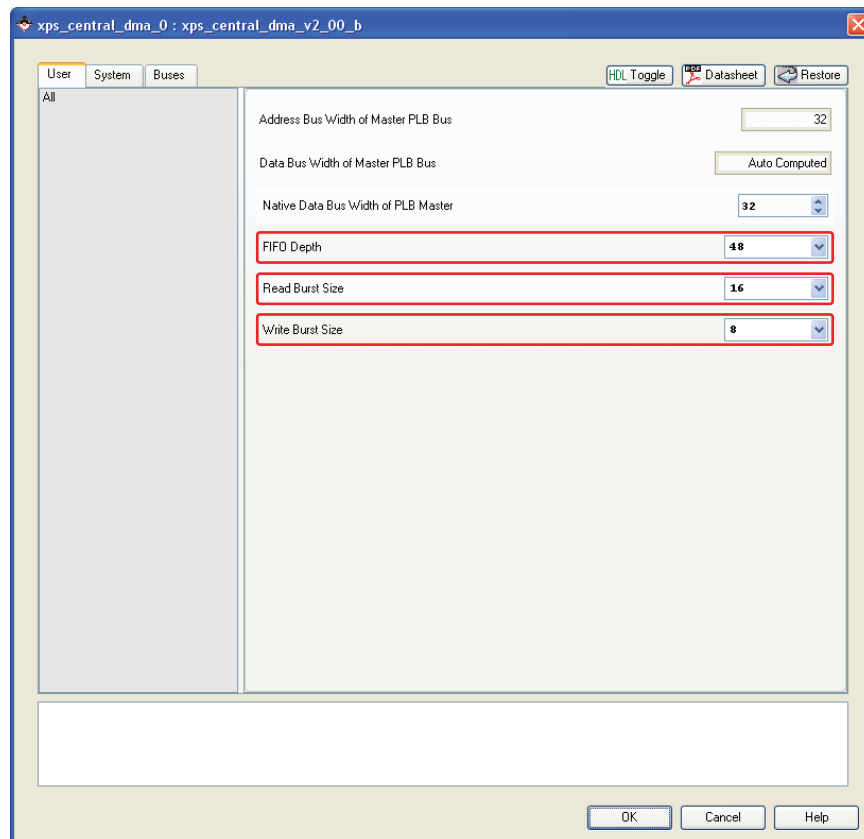 xps_central_dma_0 : xps_central_dma_v2_00_b
User System Buses HDL Toggle PDF Datasheet Restore
All
Address Bus Width of Master PLB Bus 32
Data Bus Width of Master PLB Bus Auto Computed
Native Data Bus Width of PLB Master 32
FIFO Depth 48
Read Burst Size 16
Write Burst Size 8
OK Cancel Help